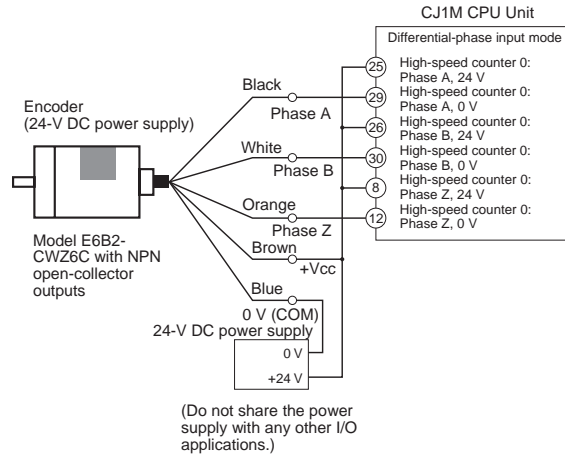 CJ1M CPU Unit
Differential-phase input mode
25
High-speed counter 0:
Phase A, 24 V
29
High-speed counter 0:
Phase A, 0 V
26
High-speed counter 0:
Phase B, 24 V
30
High-speed counter 0:
Phase B, 0 V
8
High-speed counter 0:
Phase Z, 24 V
12
High-speed counter 0:
Phase Z, 0 V
Encoder
(24-V DC power supply)
Black
Phase A
White
Phase B
Orange
Phase Z
Brown
+Vcc
Blue
0 V (COM)
Model E6B2-
CWZ6C with NPN
open-collector
outputs
24-V DC power supply
0 V
+24 V
(Do not share the power
supply with any other I/O
applications.)